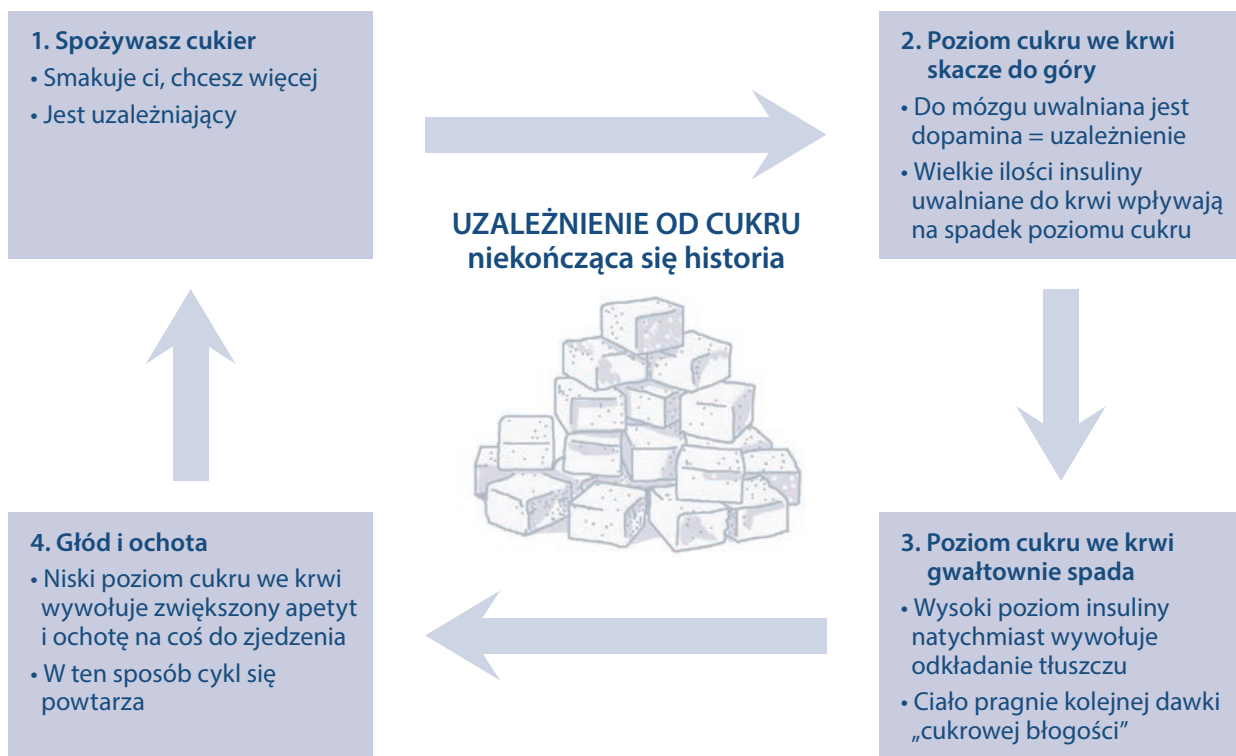 1. Spożywasz cukier
• Smakuje ci, chcesz więcej
• Jest uzależniający
2. Poziom cukru we krwi
skacze do góry
• Do mózgu uwalniana jest
dopamina = uzależnienie
• Wielkie ilości insuliny
uwalniane do krwi wpływają
na spadek poziomu cukru
UZALEŻNIENIE OD CUKRU
niekończąca się historia
3. Poziom cukru we krwi
gwałtownie spada
• Wysoki poziom insuliny
natychmiast wywołuje
odkładanie tłuszczu
• Ciało pragnie kolejnej dawki
„cukrowej błogości”
4. Głód i ochota
• Niski poziom cukru we krwi
wywołuje zwiększony apetyt
i ochotę na coś do zjedzenia
• W ten sposób cykl się
powtarza